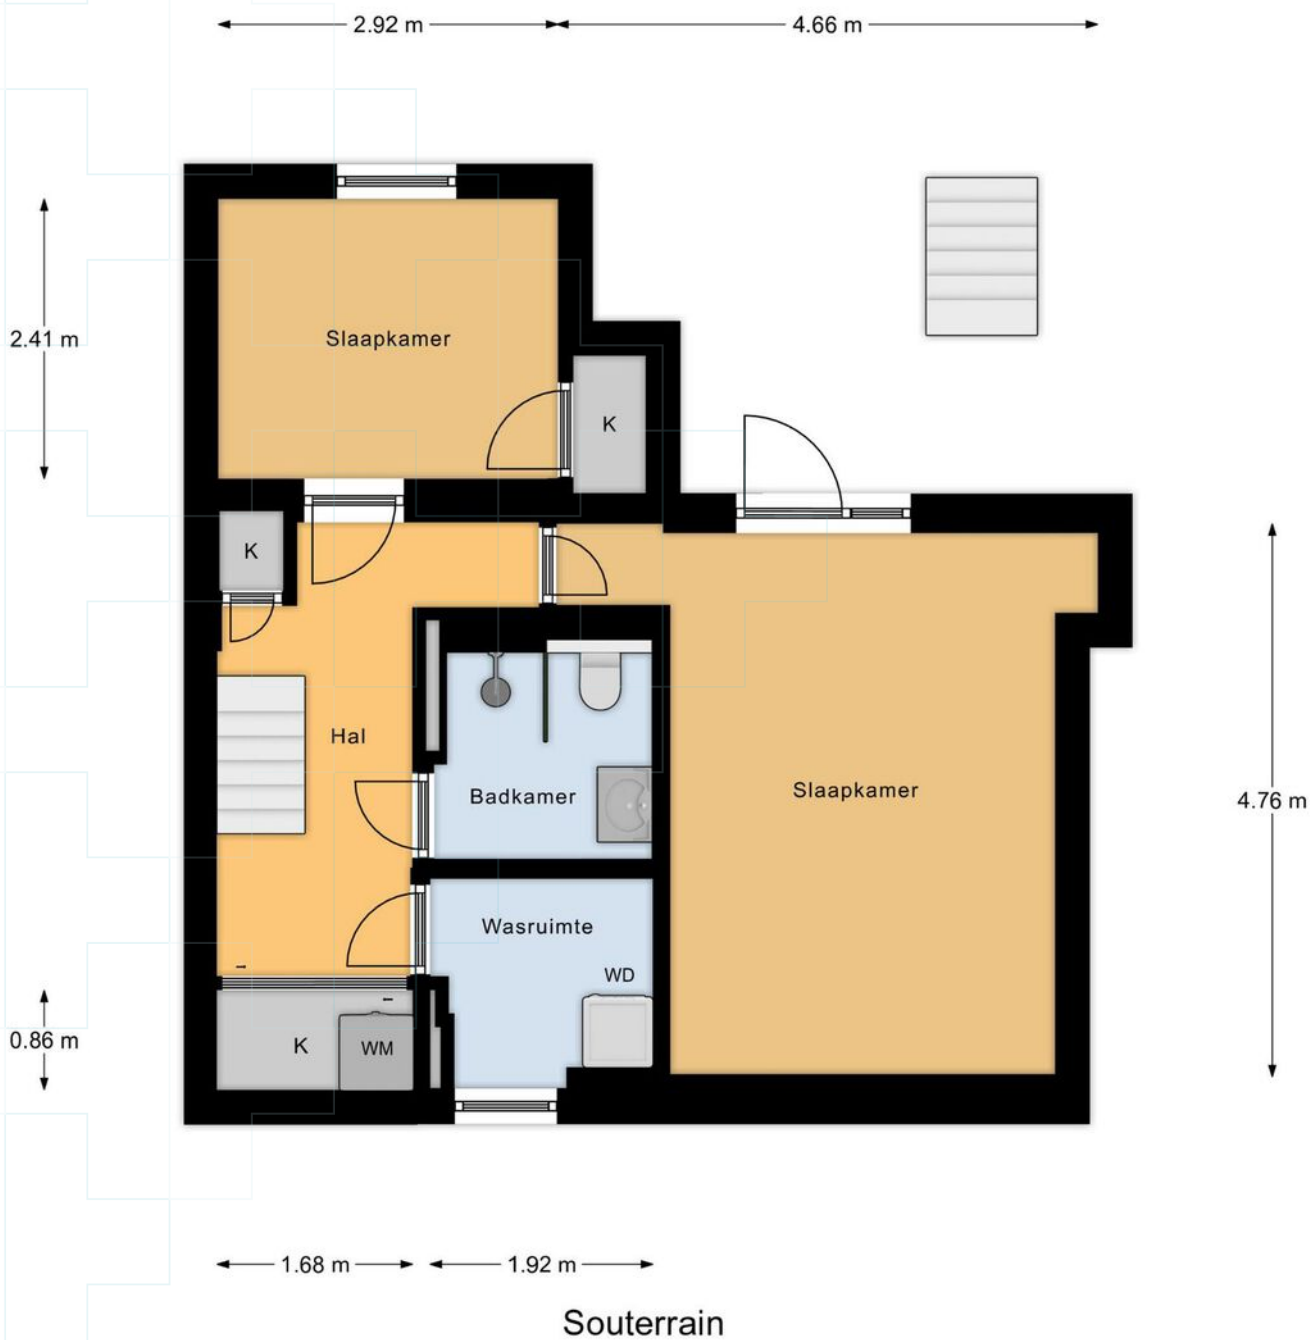 2.92 m
4.66 m
2.41 m
Slaapkamer
K
K
Hal
Badkamer
Slaapkamer
4.76 m
Wasruimte
WD
0.86 m
K
WM
1.68 m
1.92 m
Souterrain